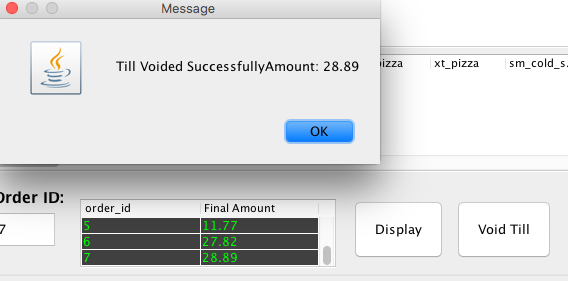 Message
Till Voided SuccessfullyAmount: 28.89
OK
pizza xt_pizza sm_cold_s.
Order ID:
7
order_id Final Amount
5 11.77
6 27.82
7 28.89
Display
Void Till